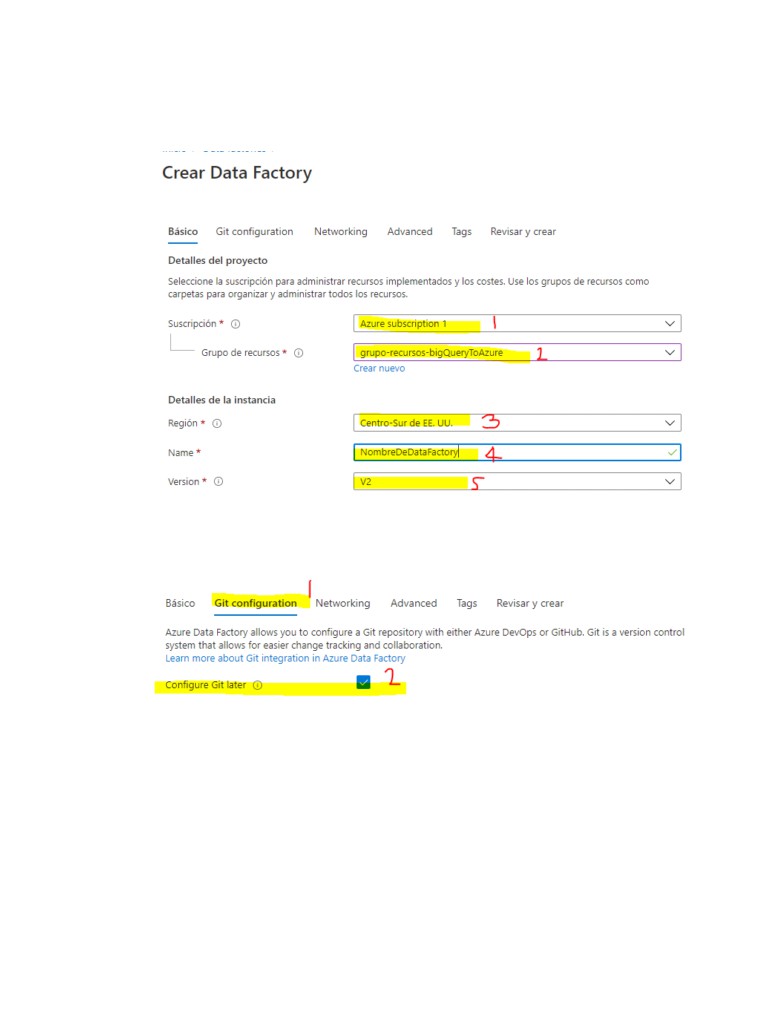 Crear Data Factory
Básico Git configuration Networking Advanced Tags Revisar y crear
Detalles del proyecto
Seleccione la suscripción para administrar recursos implementados y los costes. Use los grupos de recursos como
carpetas para organizar y administrar todos los recursos.
Suscripción * Azure subscription 1 1
Grupo de recursos * grupo-recursos-bigQueryToAzure 2
Crear nuevo
Detalles de la instancia
Región * Centro-Sur de EE. UU. 3
Name * NombreDeDataFactory 4
Version * V2 5
1
Básico Git configuration Networking Advanced Tags Revisar y crear
Azure Data Factory allows you to configure a Git repository with either Azure DevOps or GitHub. Git is a version control
system that allows for easier change tracking and collaboration.
Learn more about Git integration in Azure Data Factory
Configure Git later 2